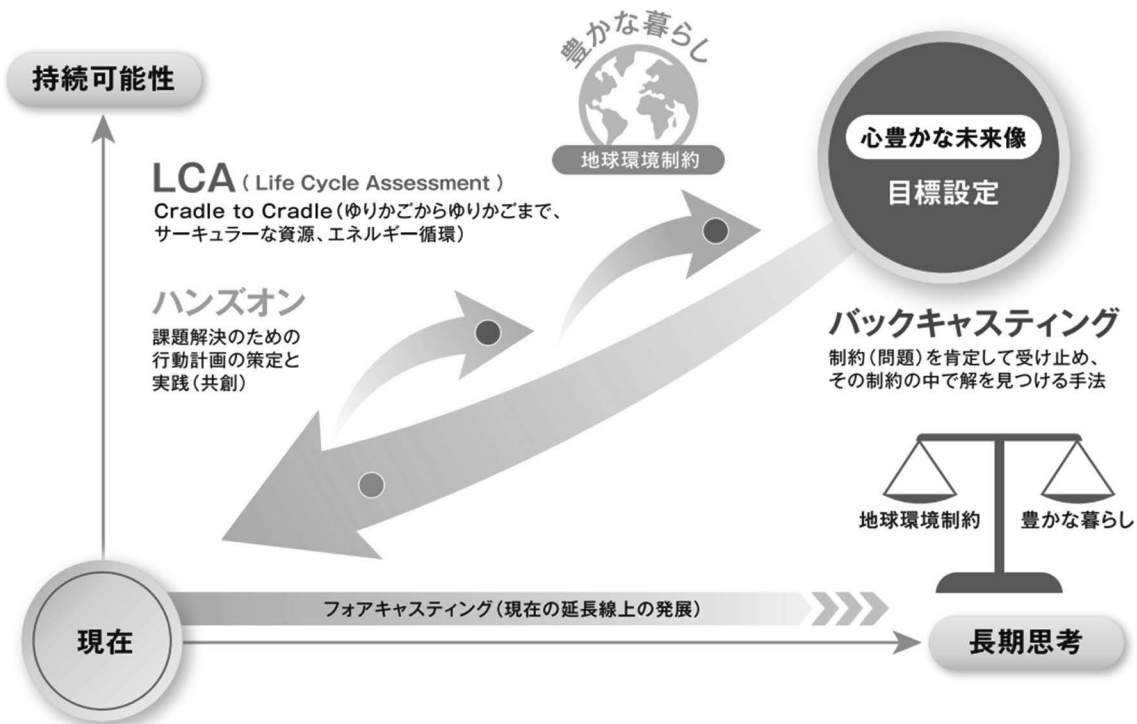 持続可能性
豊かな暮らし
地球環境制約
心豊かな未来像
目標設定
LCA ( Life Cycle Assessment )
Cradle to Cradle（ゆりかごからゆりかごまで、
サーキュラーな資源、エネルギー循環）
ハンズオン
課題解決のための
行動計画の策定と
実践（共創）
バックキャスティング
制約（問題）を肯定して受け止め、
その制約の中で解を見つける手法
地球環境制約
豊かな暮らし
フォアキャスティング（現在の延長線上の発展）
現在
長期思考